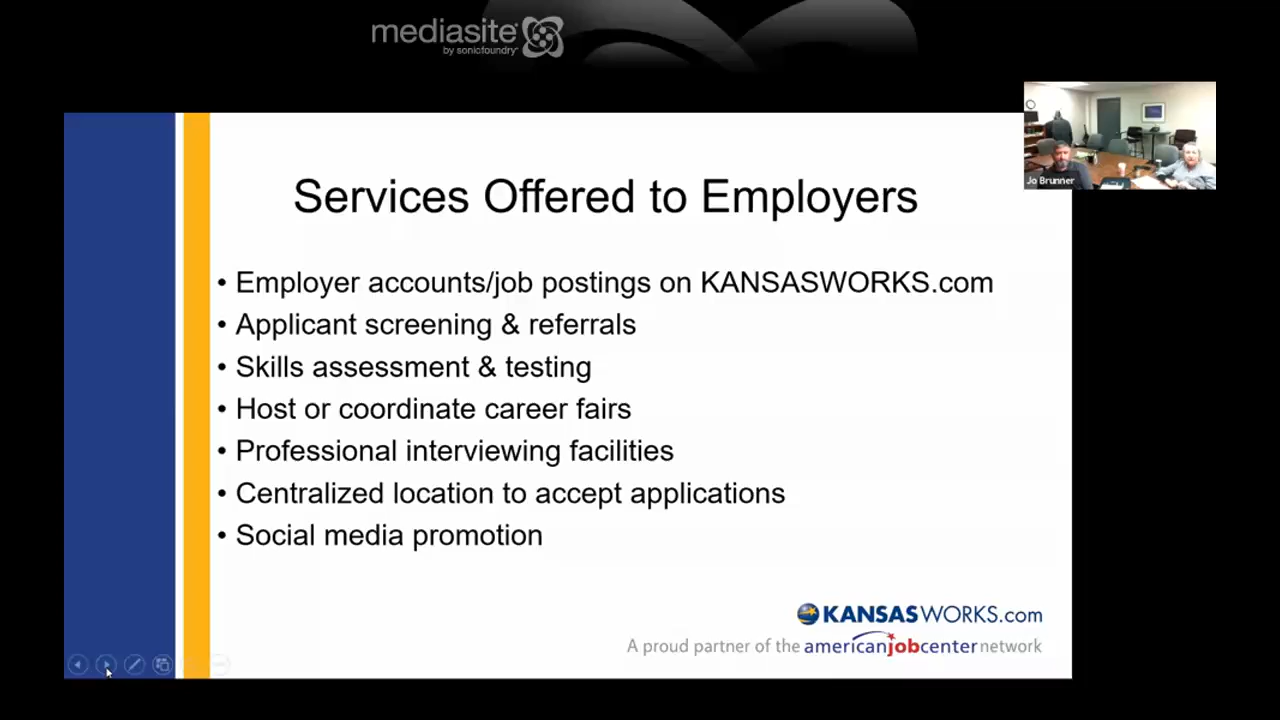 mediasite
by sonicfoundry
Jo Brunner
Services Offered to Employers
• Employer accounts/job postings on KANSASWORKS.com
• Applicant screening & referrals
• Skills assessment & testing
• Host or coordinate career fairs
• Professional interviewing facilities
• Centralized location to accept applications
• Social media promotion
KANSASWORKS.com
A proud partner of the americanjobcenter network